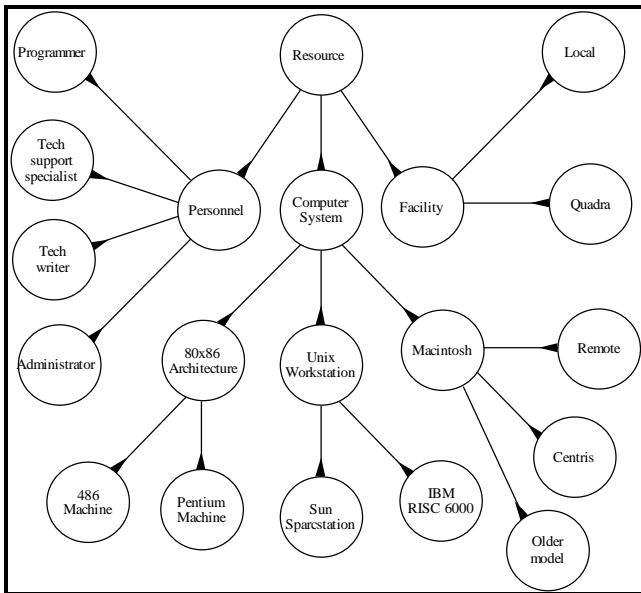 Programmer
Resource
Local
Tech
support
specialist
Personnel
Computer
System
Facility
Quadra
Tech
writer
Administrator
80x86
Architecture
Unix
Workstation
Macintosh
Remote
486
Machine
Pentium
Machine
Sun
Sparcstation
IBM
RISC 6000
Centris
Older
model